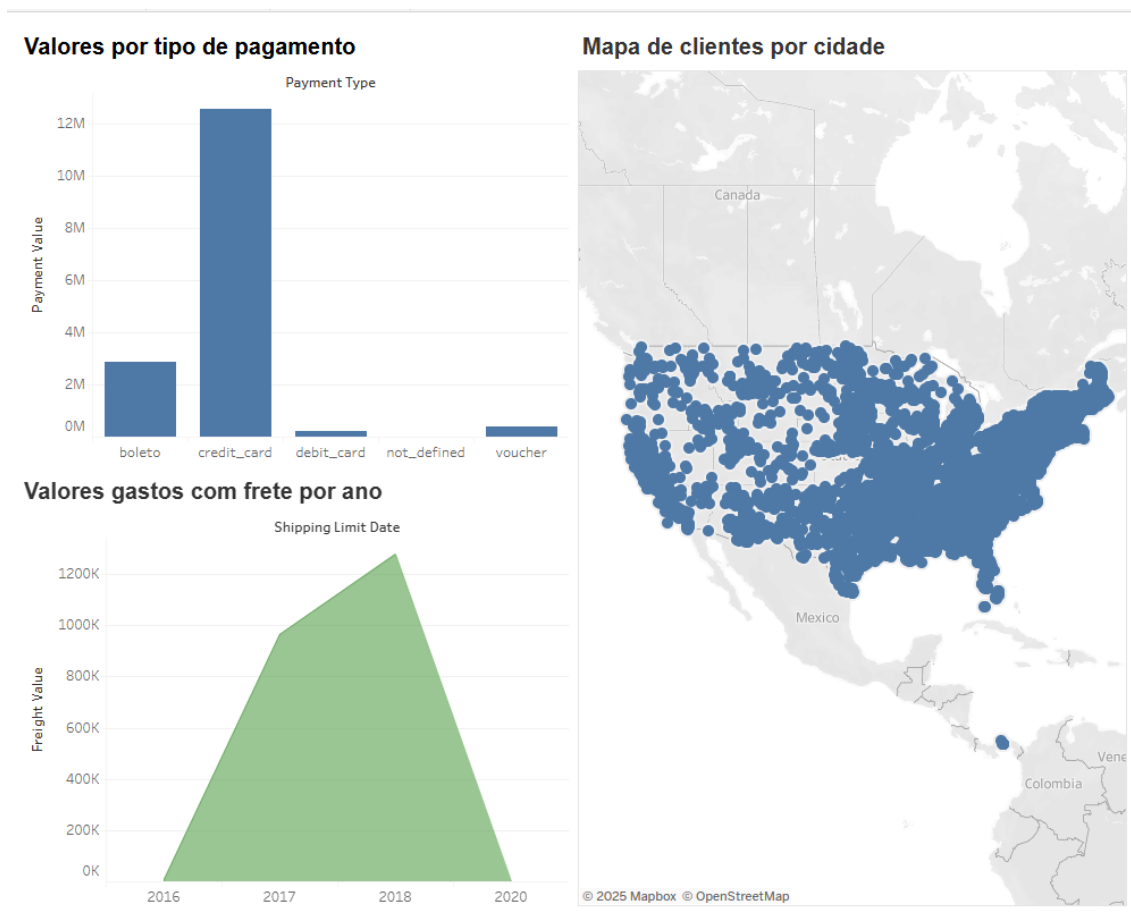 Valores por tipo de pagamento
Payment Type
Payment Value
12M
10M
8M
6M
4M
2M
0M
boleto credit_card debit_card not_defined voucher
Valores gastos com frete por ano
Shipping Limit Date
Freight Value
1200K
1000K
800K
600K
400K
200K
0K
2016 2017 2018 2020
Mapa de clientes por cidade
Canada
Mexico
Vene
Colombia
© 2025 Mapbox © OpenStreetMap